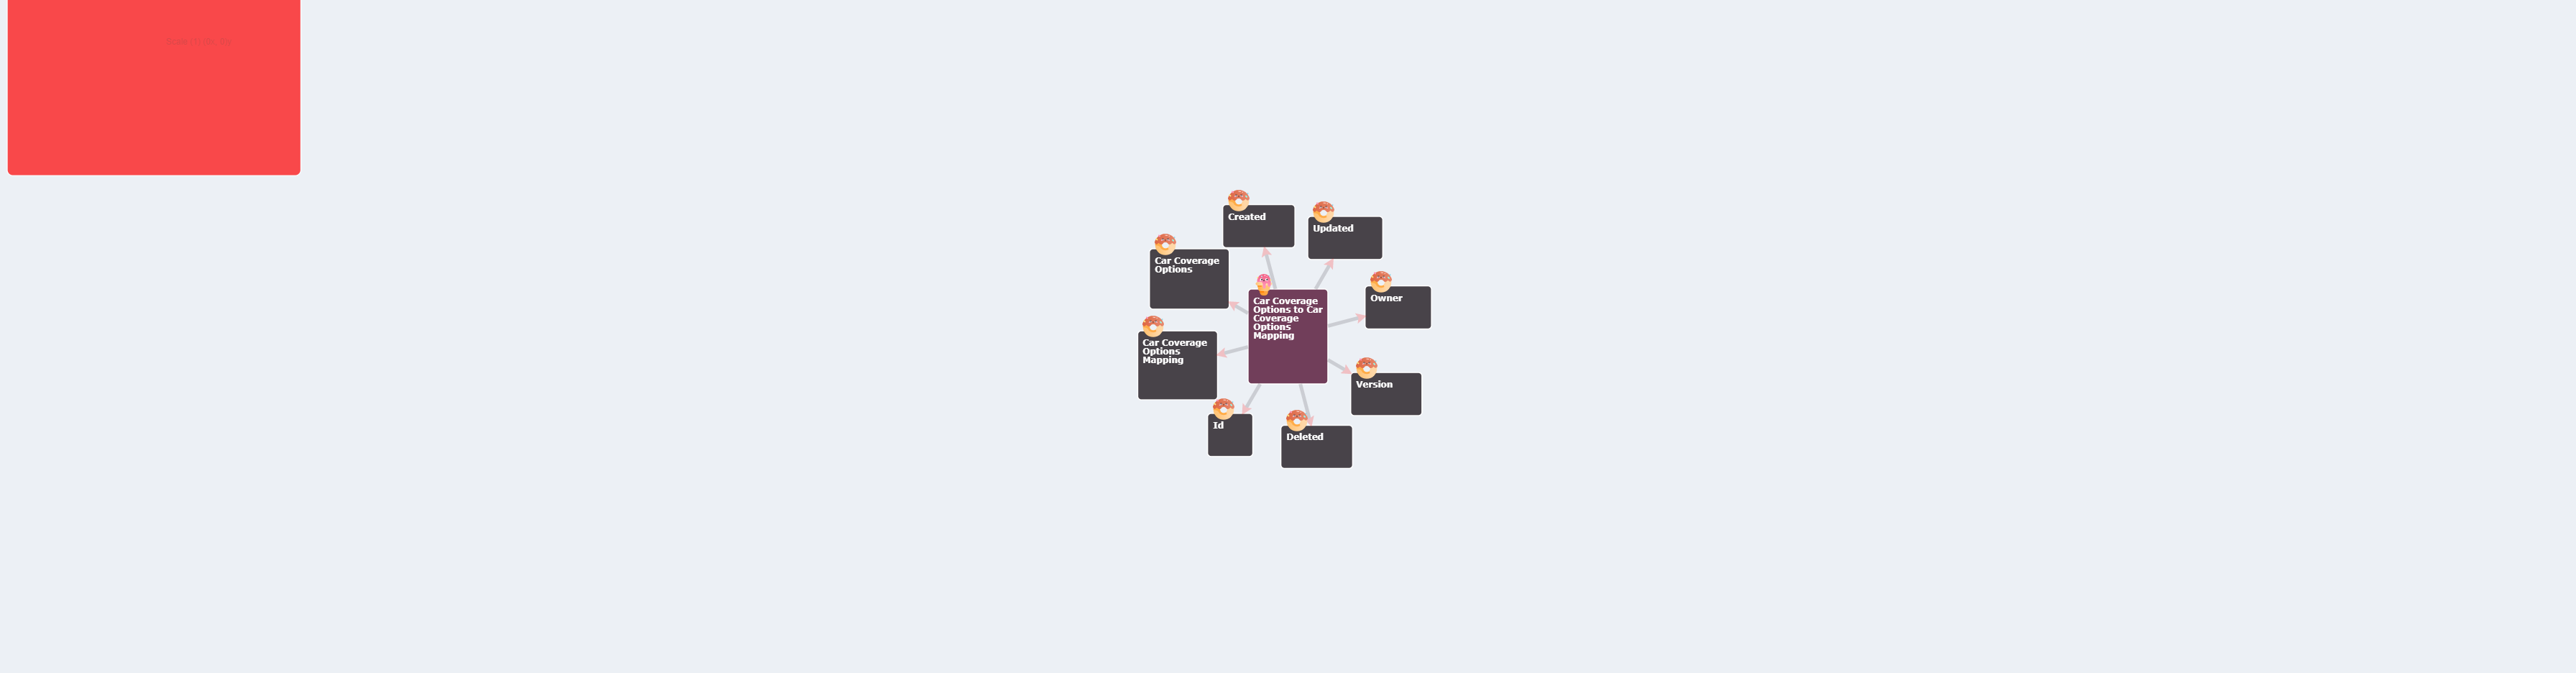 Created
Updated
Car Coverage
Options
Owner
Car Coverage
Options to Car
Coverage
Options
Mapping
Car Coverage
Options
Mapping
Version
Id
Deleted